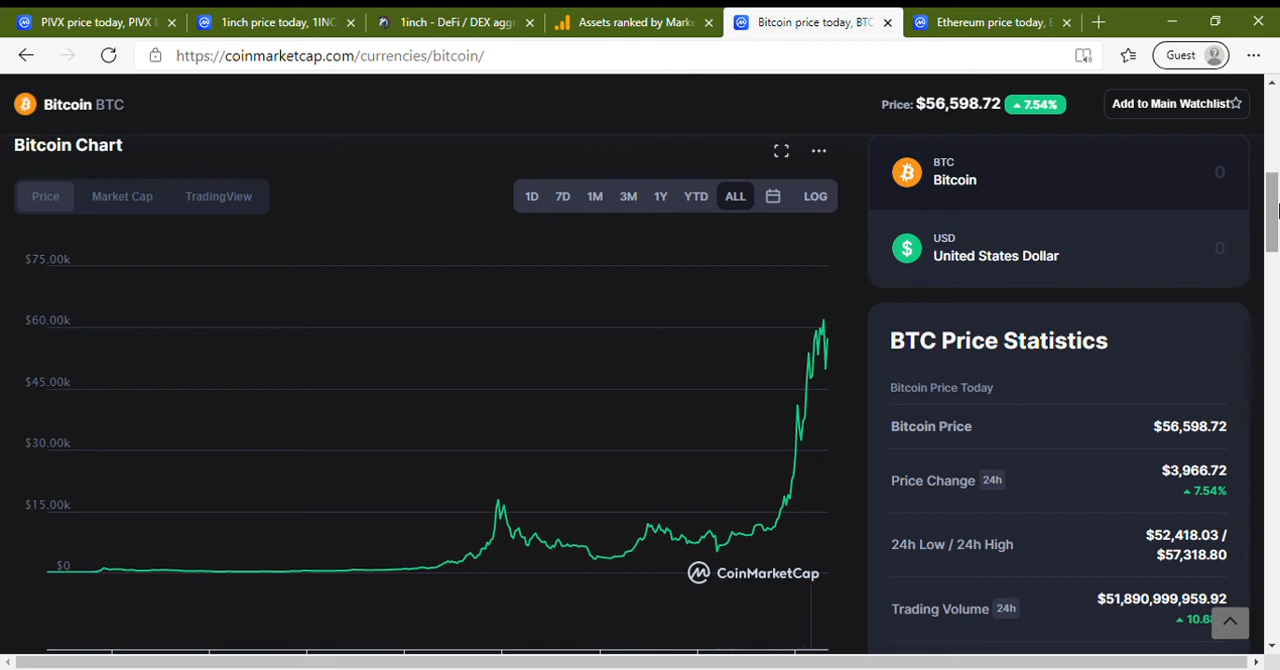 PIVX price today, PIVX li
1inch price today, 1INC
1inch - DeFi / DEX aggr
Assets ranked by Marke
Bitcoin price today, BTC
Ethereum price today, E
https://coinmarketcap.com/currencies/bitcoin/
Guest
Bitcoin BTC
Price: $56,598.72 7.54%
Add to Main Watchlist
Bitcoin Chart
Price Market Cap TradingView
1D 7D 1M 3M 1Y YTD ALL LOG
$75.00k
$60.00k
$45.00k
$30.00k
$15.00k
$0
CoinMarketCap
BTC
Bitcoin
0
USD
United States Dollar
0
BTC Price Statistics
Bitcoin Price Today
Bitcoin Price $56,598.72
Price Change 24h $3,966.72
7.54%
24h Low / 24h High $52,418.03 /
$57,318.80
Trading Volume 24h $51,890,999,959.92